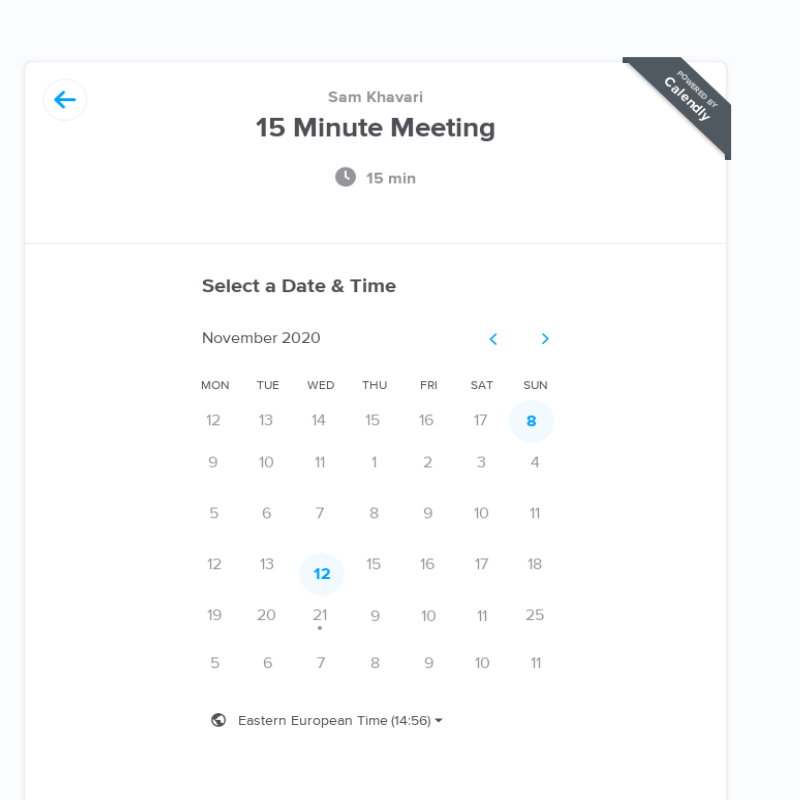 POWERED BY
Calendly
Sam Khavari
15 Minute Meeting
15 min
Select a Date & Time
November 2020
MON TUE WED THU FRI SAT SUN
12 13 14 15 16 17 8
9 10 11 1 2 3 4
5 6 7 8 9 10 11
12 13 12 15 16 17 18
19 20 21 9 10 11 25
5 6 7 8 9 10 11
Eastern European Time (14:56)